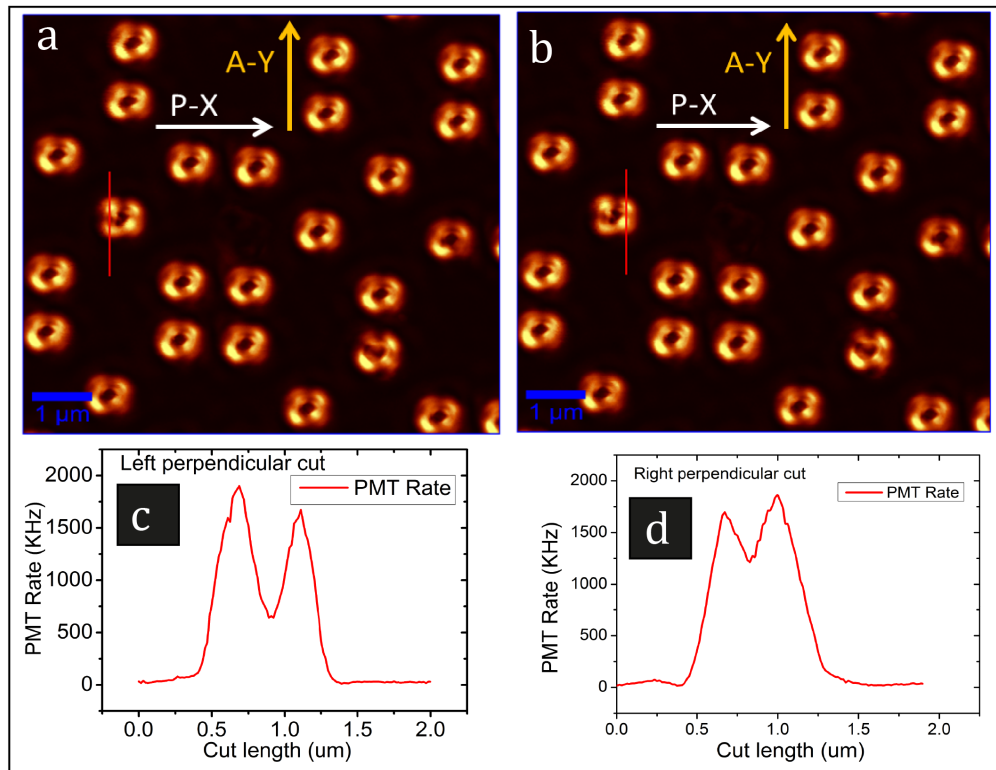 a
A-Y
P-X
1 µm
b
A-Y
P-X
1 µm
Left perpendicular cut
PMT Rate
c
PMT Rate (KHz)
2000
1500
1000
500
0
0.0 0.5 1.0 1.5 2.0
Cut length (um)
Right perpendicular cut
PMT Rate
d
PMT Rate (KHz)
2000
1500
1000
500
0
0.0 0.5 1.0 1.5 2.0
Cut length (um)